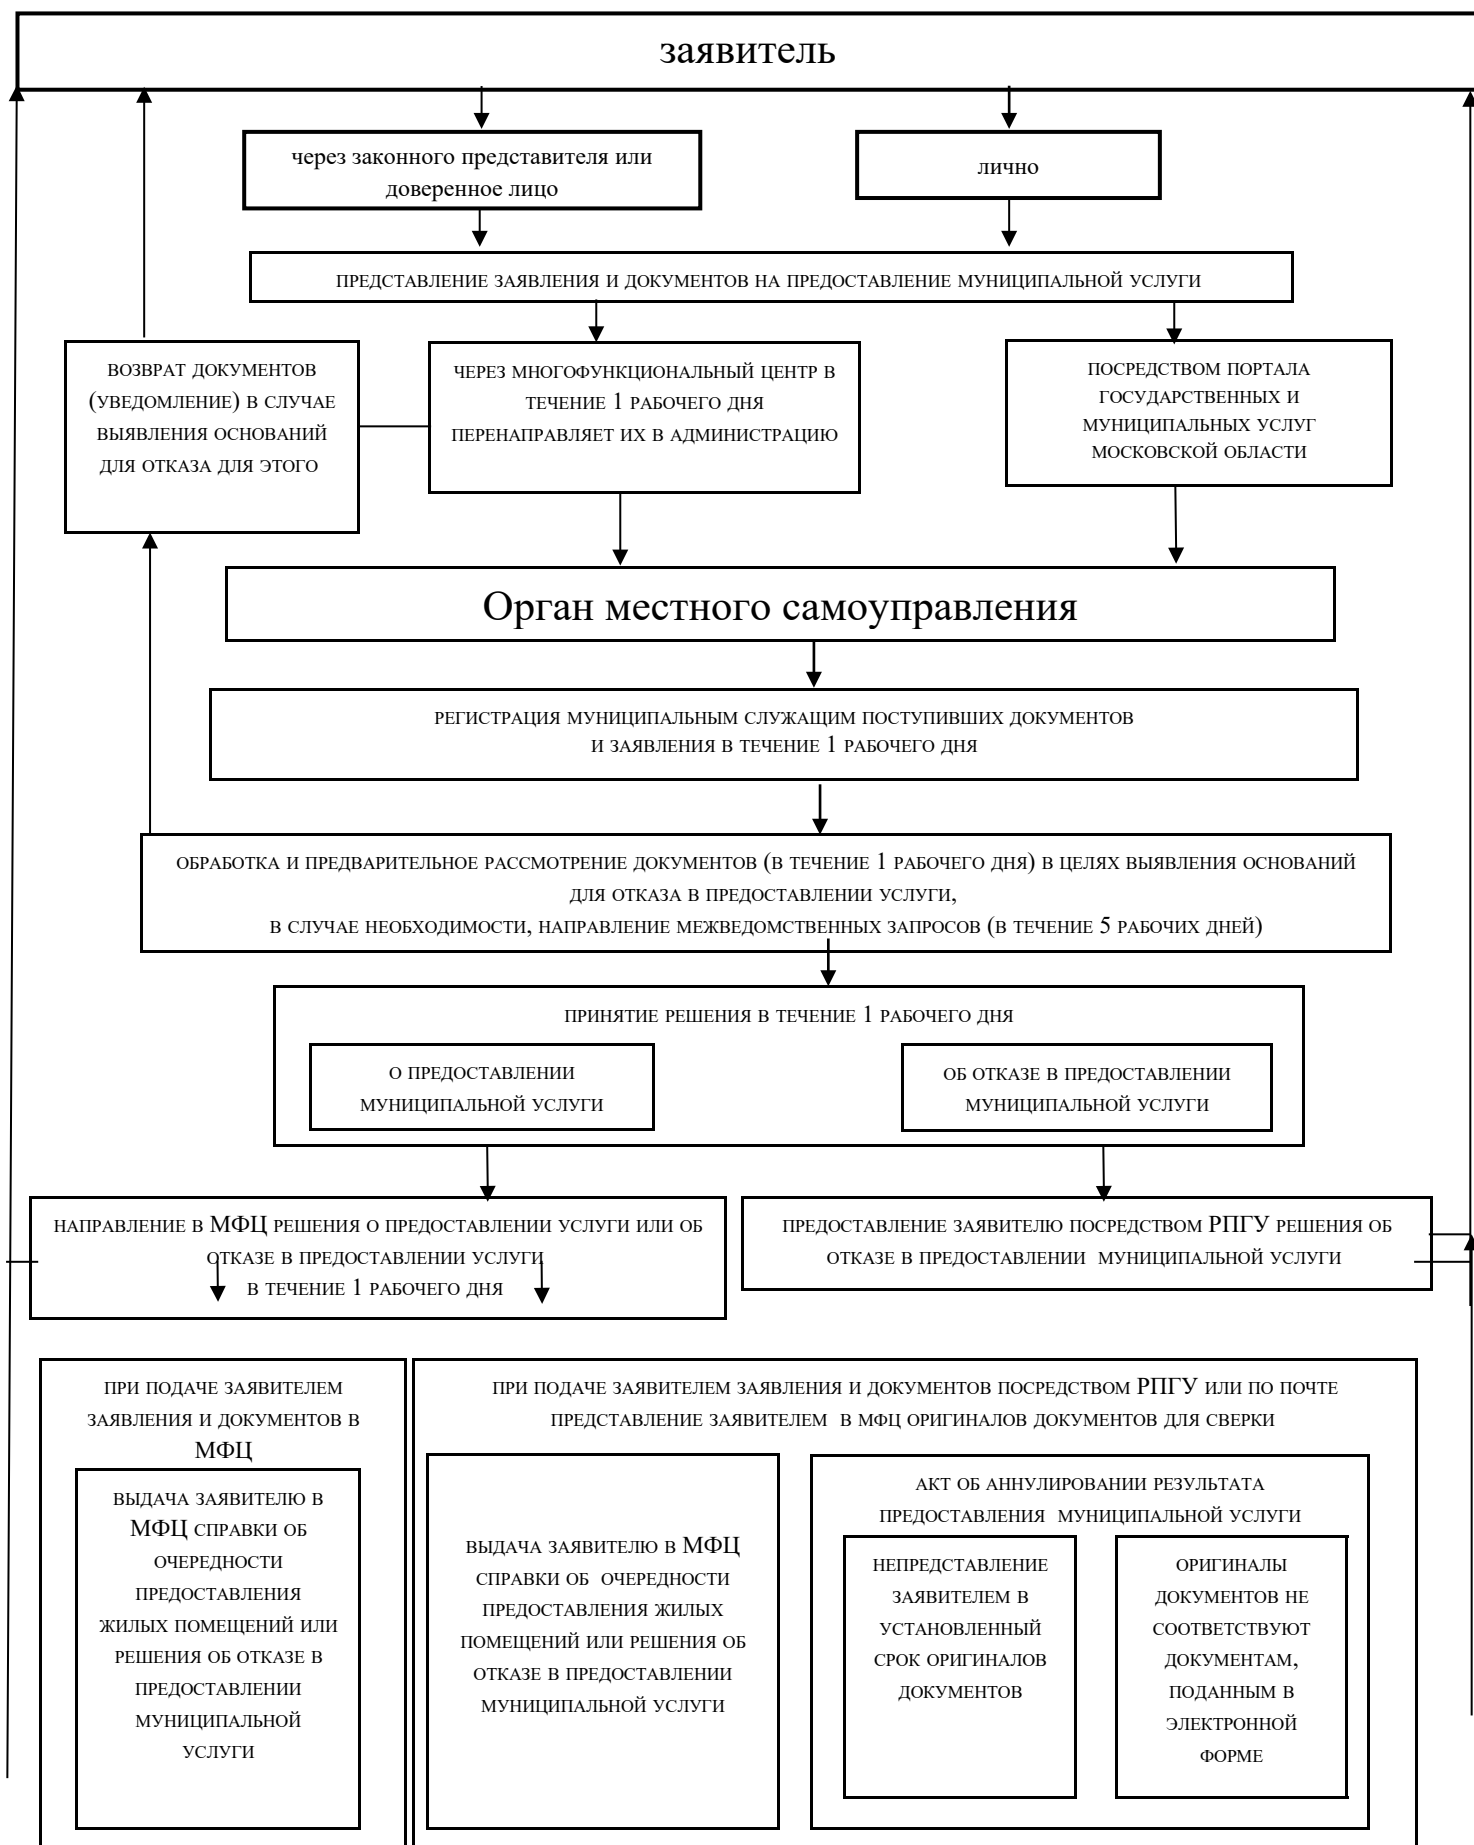 заявитель
через законного представителя или
доверенное лицо
лично
ПРЕДСТАВЛЕНИЕ ЗАЯВЛЕНИЯ И ДОКУМЕНТОВ НА ПРЕДОСТАВЛЕНИЕ МУНИЦИПАЛЬНОЙ УСЛУГИ
ВОЗВРАТ ДОКУМЕНТОВ
(УВЕДОМЛЕНИЕ) В СЛУЧАЕ
ВЫЯВЛЕНИЯ ОСНОВАНИЙ
ДЛЯ ОТКАЗА ДЛЯ ЭТОГО
ЧЕРЕЗ МНОГОФУНКЦИОНАЛЬНЫЙ ЦЕНТР В
ТЕЧЕНИЕ 1 РАБОЧЕГО ДНЯ
ПЕРЕНАПРАВЛЯЕТ ИХ В АДМИНИСТРАЦИЮ
ПОСРЕДСТВОМ ПОРТАЛА
ГОСУДАРСТВЕННЫХ И
МУНИЦИПАЛЬНЫХ УСЛУГ
МОСКОВСКОЙ ОБЛАСТИ
Орган местного самоуправления
РЕГИСТРАЦИЯ МУНИЦИПАЛЬНЫМ СЛУЖАЩИМ ПОСТУПИВШИХ ДОКУМЕНТОВ
И ЗАЯВЛЕНИЯ В ТЕЧЕНИЕ 1 РАБОЧЕГО ДНЯ
ОБРАБОТКА И ПРЕДВАРИТЕЛЬНОЕ РАССМОТРЕНИЕ ДОКУМЕНТОВ (В ТЕЧЕНИЕ 1 РАБОЧЕГО ДНЯ) В ЦЕЛЯХ ВЫЯВЛЕНИЯ ОСНОВАНИЙ
ДЛЯ ОТКАЗА В ПРЕДОСТАВЛЕНИИ УСЛУГИ,
В СЛУЧАЕ НЕОБХОДИМОСТИ, НАПРАВЛЕНИЕ МЕЖВЕДОМСТВЕННЫХ ЗАПРОСОВ (В ТЕЧЕНИЕ 5 РАБОЧИХ ДНЕЙ)
ПРИНЯТИЕ РЕШЕНИЯ В ТЕЧЕНИЕ 1 РАБОЧЕГО ДНЯ
О ПРЕДОСТАВЛЕНИИ
МУНИЦИПАЛЬНОЙ УСЛУГИ
ОБ ОТКАЗЕ В ПРЕДОСТАВЛЕНИИ
МУНИЦИПАЛЬНОЙ УСЛУГИ
НАПРАВЛЕНИЕ В МФЦ РЕШЕНИЯ О ПРЕДОСТАВЛЕНИИ УСЛУГИ ИЛИ ОБ
ОТКАЗЕ В ПРЕДОСТАВЛЕНИИ УСЛУГИ
В ТЕЧЕНИЕ 1 РАБОЧЕГО ДНЯ
ПРЕДОСТАВЛЕНИЕ ЗАЯВИТЕЛЮ ПОСРЕДСТВОМ РПГУ РЕШЕНИЯ ОБ
ОТКАЗЕ В ПРЕДОСТАВЛЕНИИ МУНИЦИПАЛЬНОЙ УСЛУГИ
ПРИ ПОДАЧЕ ЗАЯВИТЕЛЕМ
ЗАЯВЛЕНИЯ И ДОКУМЕНТОВ В
МФЦ
ВЫДАЧА ЗАЯВИТЕЛЮ В
МФЦ СПРАВКИ ОБ
ОЧЕРЕДНОСТИ
ПРЕДОСТАВЛЕНИЯ
ЖИЛЫХ ПОМЕЩЕНИЙ ИЛИ
РЕШЕНИЯ ОБ ОТКАЗЕ В
ПРЕДОСТАВЛЕНИИ
МУНИЦИПАЛЬНОЙ
УСЛУГИ
ПРИ ПОДАЧЕ ЗАЯВИТЕЛЕМ ЗАЯВЛЕНИЯ И ДОКУМЕНТОВ ПОСРЕДСТВОМ РПГУ ИЛИ ПО ПОЧТЕ
ПРЕДСТАВЛЕНИЕ ЗАЯВИТЕЛЕМ В МФЦ ОРИГИНАЛОВ ДОКУМЕНТОВ ДЛЯ СВЕРКИ
ВЫДАЧА ЗАЯВИТЕЛЮ В МФЦ
СПРАВКИ ОБ ОЧЕРЕДНОСТИ
ПРЕДОСТАВЛЕНИЯ ЖИЛЫХ
ПОМЕЩЕНИЙ ИЛИ РЕШЕНИЯ ОБ
ОТКАЗЕ В ПРЕДОСТАВЛЕНИИ
МУНИЦИПАЛЬНОЙ УСЛУГИ
АКТ ОБ АННУЛИРОВАНИИ РЕЗУЛЬТАТА
ПРЕДОСТАВЛЕНИЯ МУНИЦИПАЛЬНОЙ УСЛУГИ
НЕПРЕДСТАВЛЕНИЕ
ЗАЯВИТЕЛЕМ В
УСТАНОВЛЕННЫЙ
СРОК ОРИГИНАЛОВ
ДОКУМЕНТОВ
ОРИГИНАЛЫ
ДОКУМЕНТОВ НЕ
СООТВЕТСТВУЮТ
ДОКУМЕНТАМ,
ПОДАННЫМ В
ЭЛЕКТРОННОЙ
ФОРМЕ